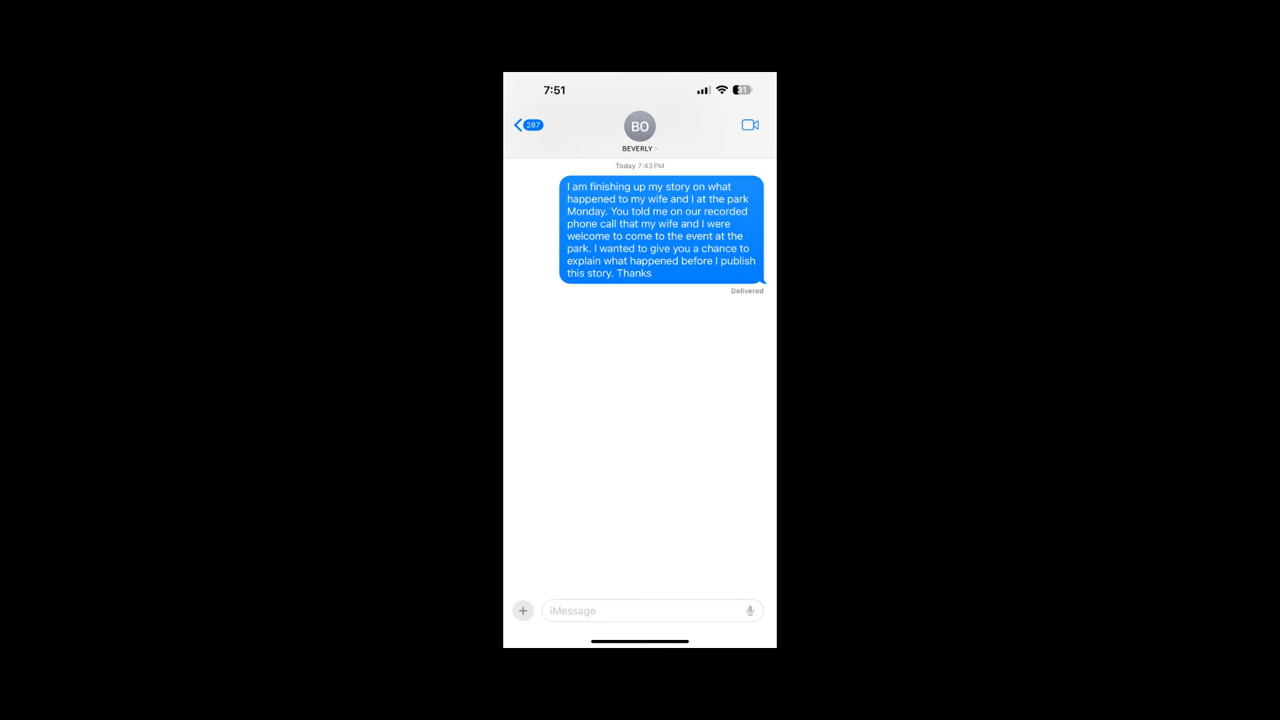 7:51
31
287
BO
BEVERLY
Today 7:43 PM
I am finishing up my story on what
happened to my wife and I at the park
Monday. You told me on our recorded
phone call that my wife and I were
welcome to come to the event at the
park. I wanted to give you a chance to
explain what happened before I publish
this story. Thanks
Delivered
iMessage